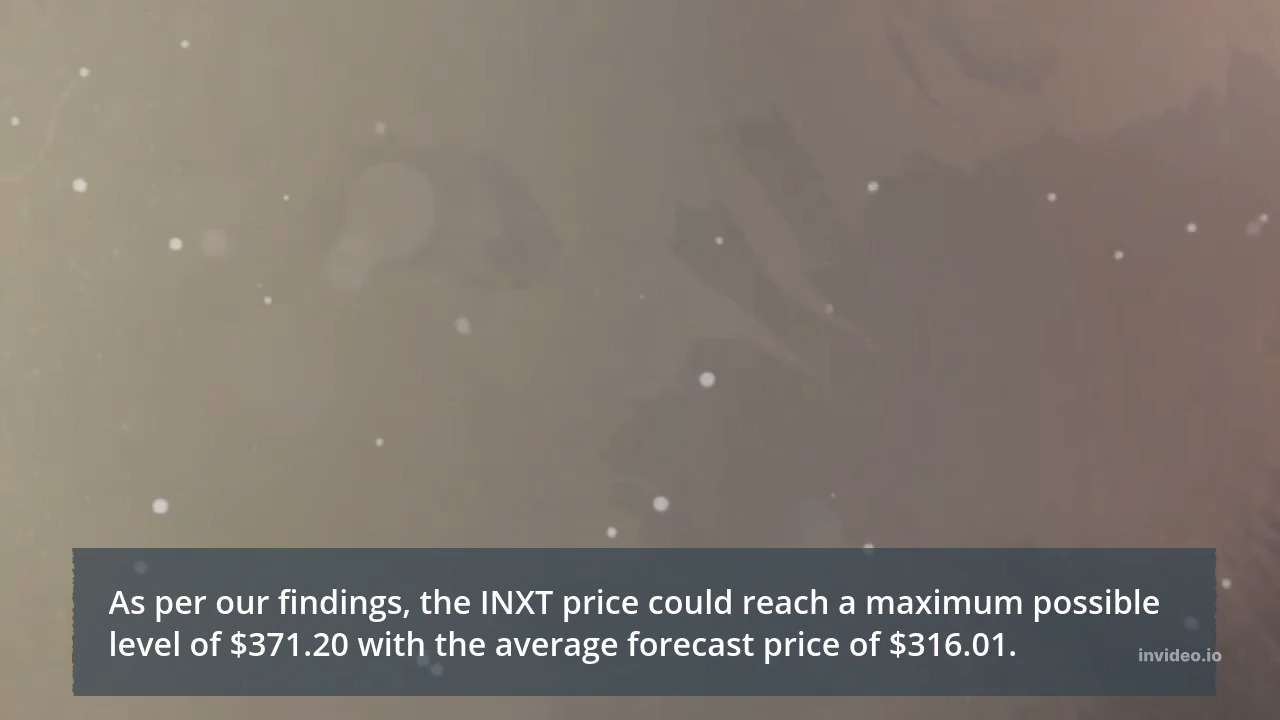 As per our findings, the INXT price could reach a maximum possible
level of $371.20 with the average forecast price of $316.01.
invideo.io